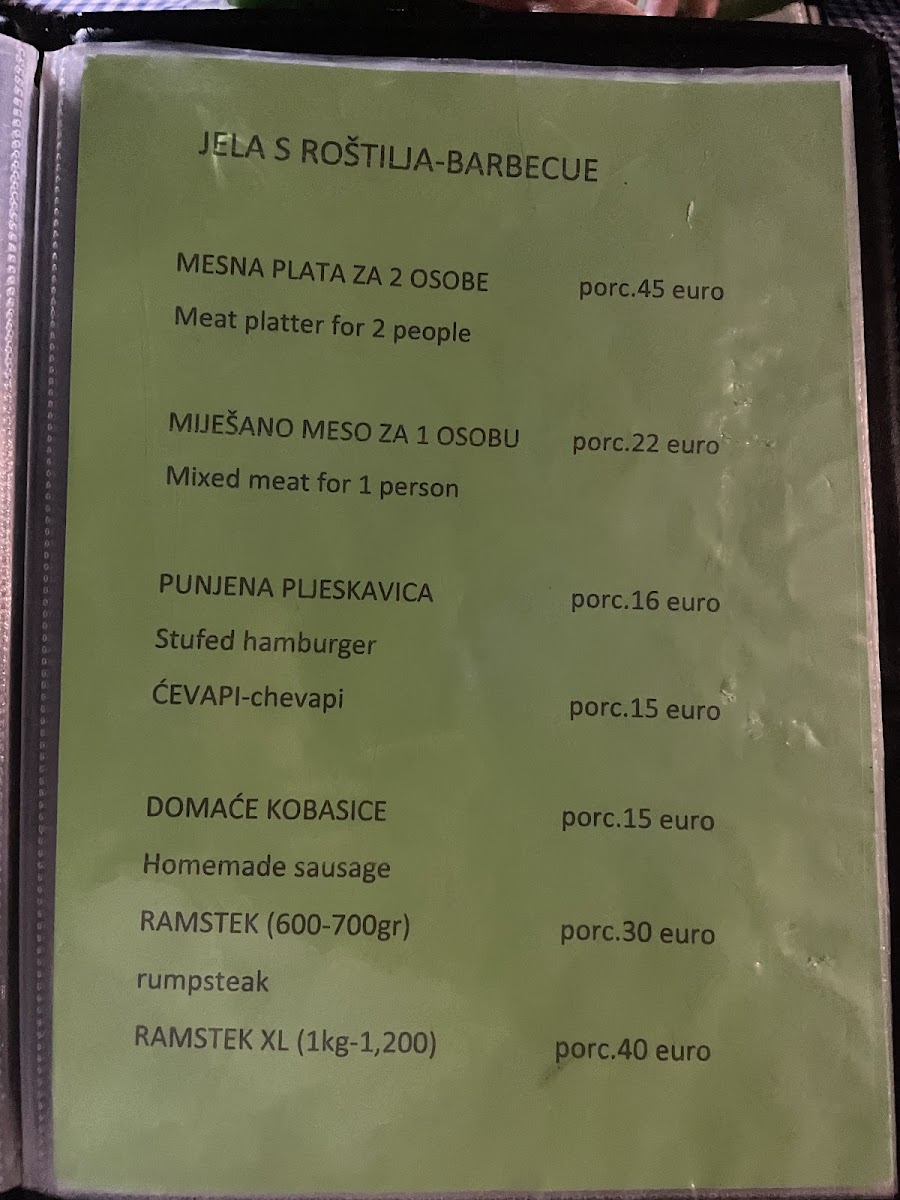 JELA S ROŠTILJA-BARBECUE
MESNA PLATA ZA 2 OSOBE porc.45 euro
Meat platter for 2 people
MIJEŠANO MESO ZA 1 OSOBU porc.22 euro
Mixed meat for 1 person
PUNJENA PLJESKAVICA porc.16 euro
Stufed hamburger
ĆEVAPI-chevapi porc.15 euro
DOMAĆE KOBASICE porc.15 euro
Homemade sausage
RAMSTEK (600-700gr) porc.30 euro
rumpsteak
RAMSTEK XL (1kg-1,200) porc.40 euro